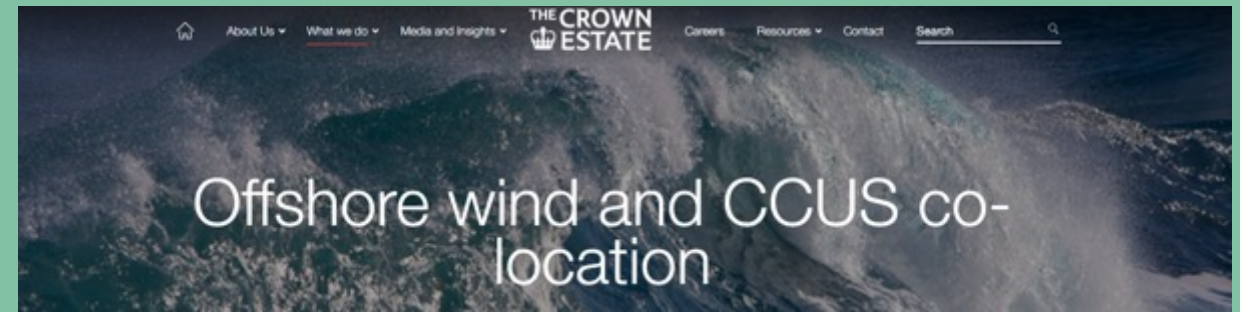 About Us
What we do
Media and Insights
THE CROWN
ESTATE
Careers
Resources
Contact
Search
Offshore wind and CCUS co-
location